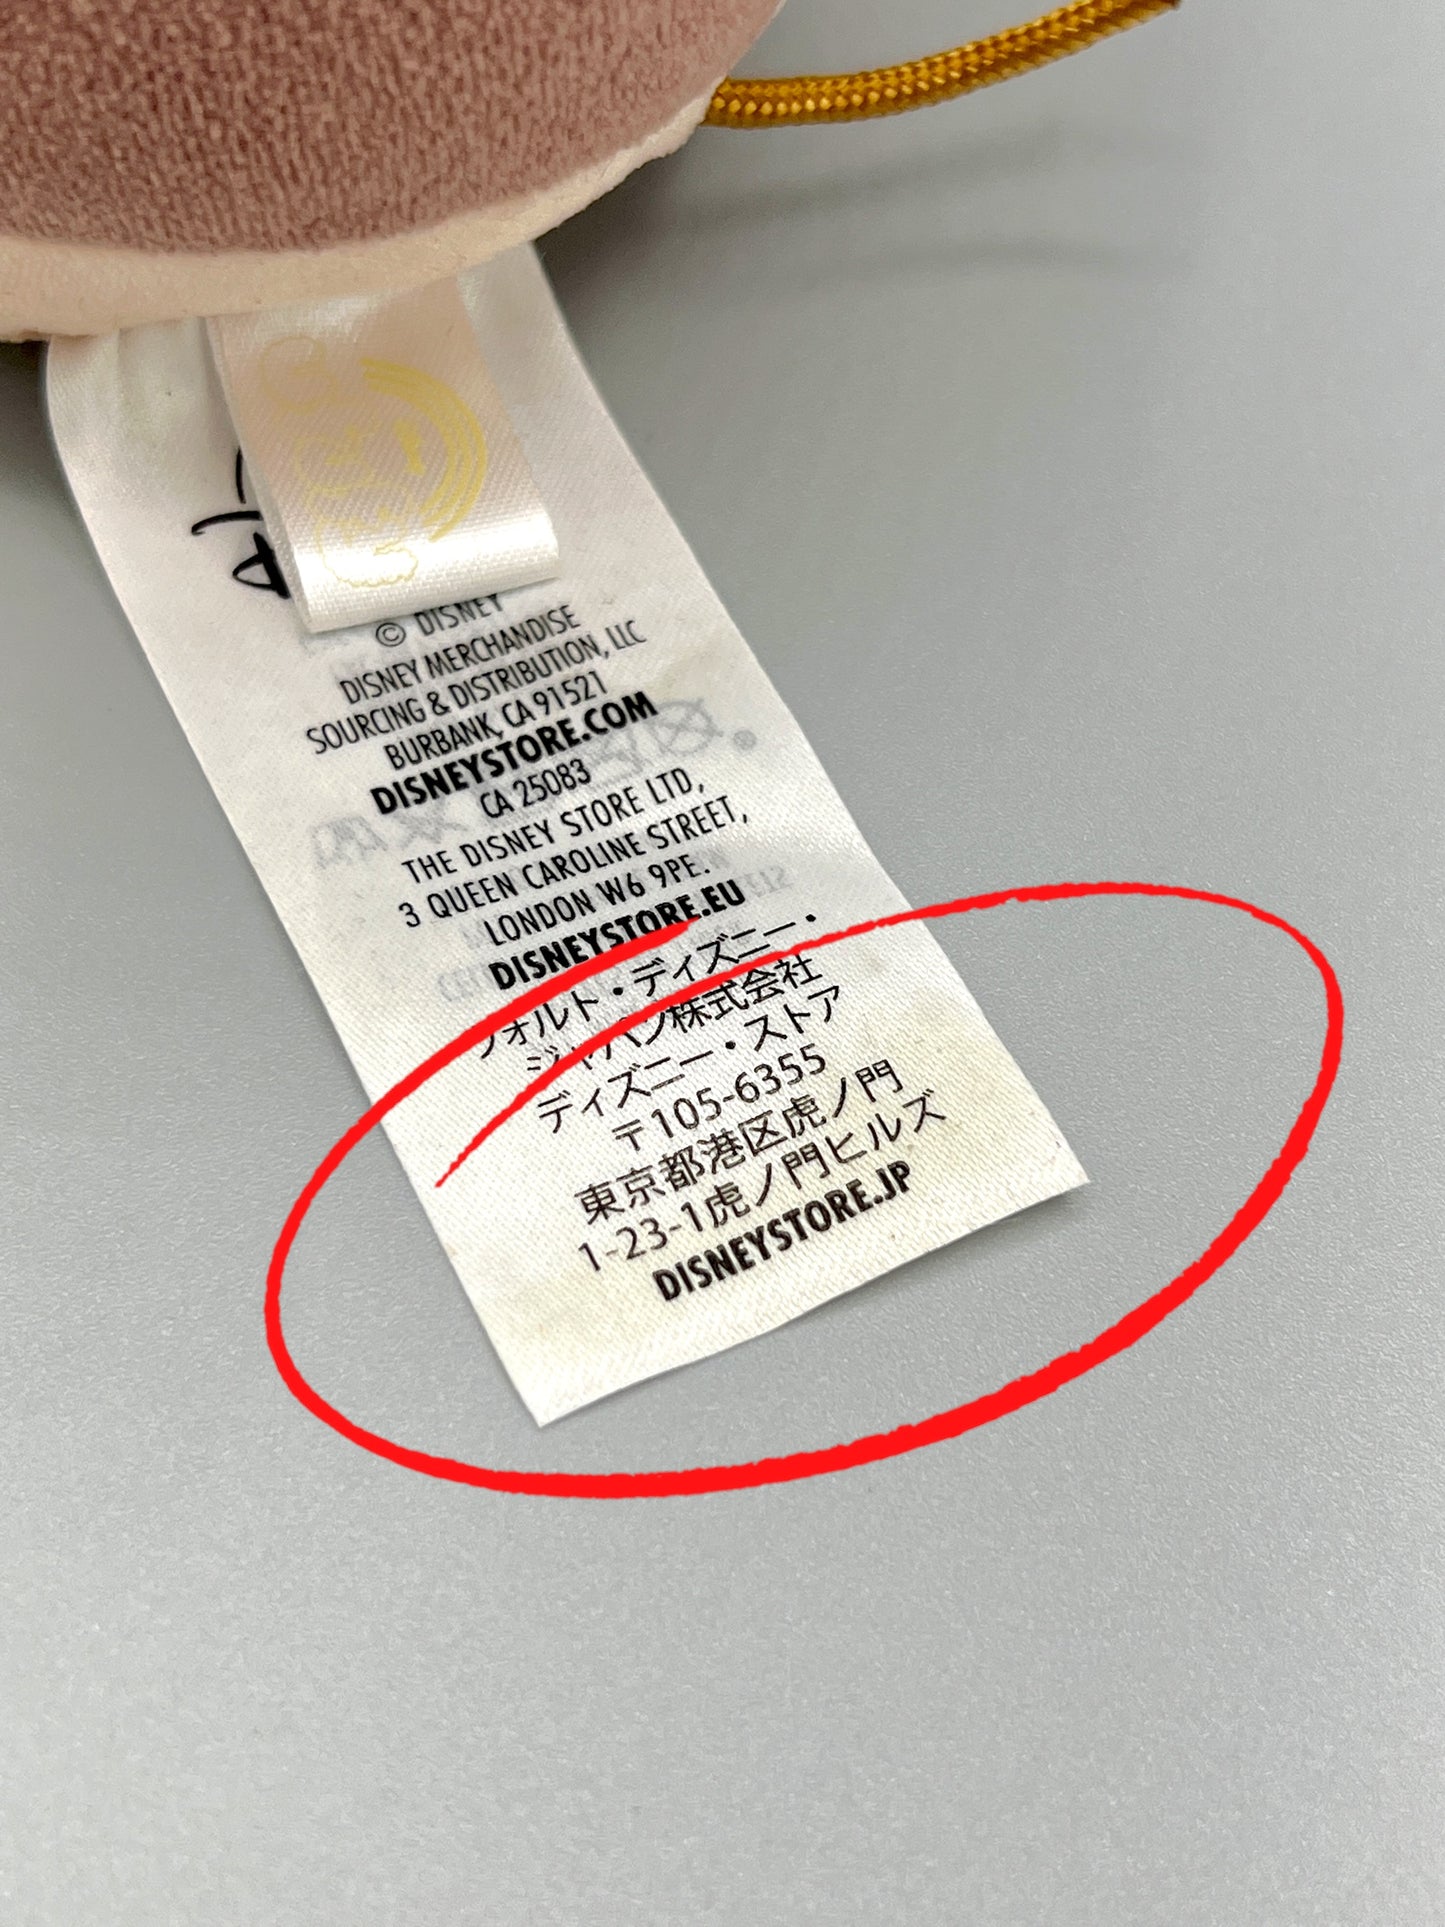 © DISNEY
DISNEY MERCHANDISE
SOURCING & DISTRIBUTION, LLC
BURBANK, CA 91521
DISNEYSTORE.COM
CA 25083
THE DISNEY STORE LTD,
3 QUEEN CAROLINE STREET,
LONDON W6 9PE.
DISNEYSTORE.EU
ウォルト・ディズニー・
ジャパン株式会社
ディズニー・ストア
〒105-6355
東京都港区虎ノ門
1-23-1虎ノ門ヒルズ
DISNEYSTORE.JP